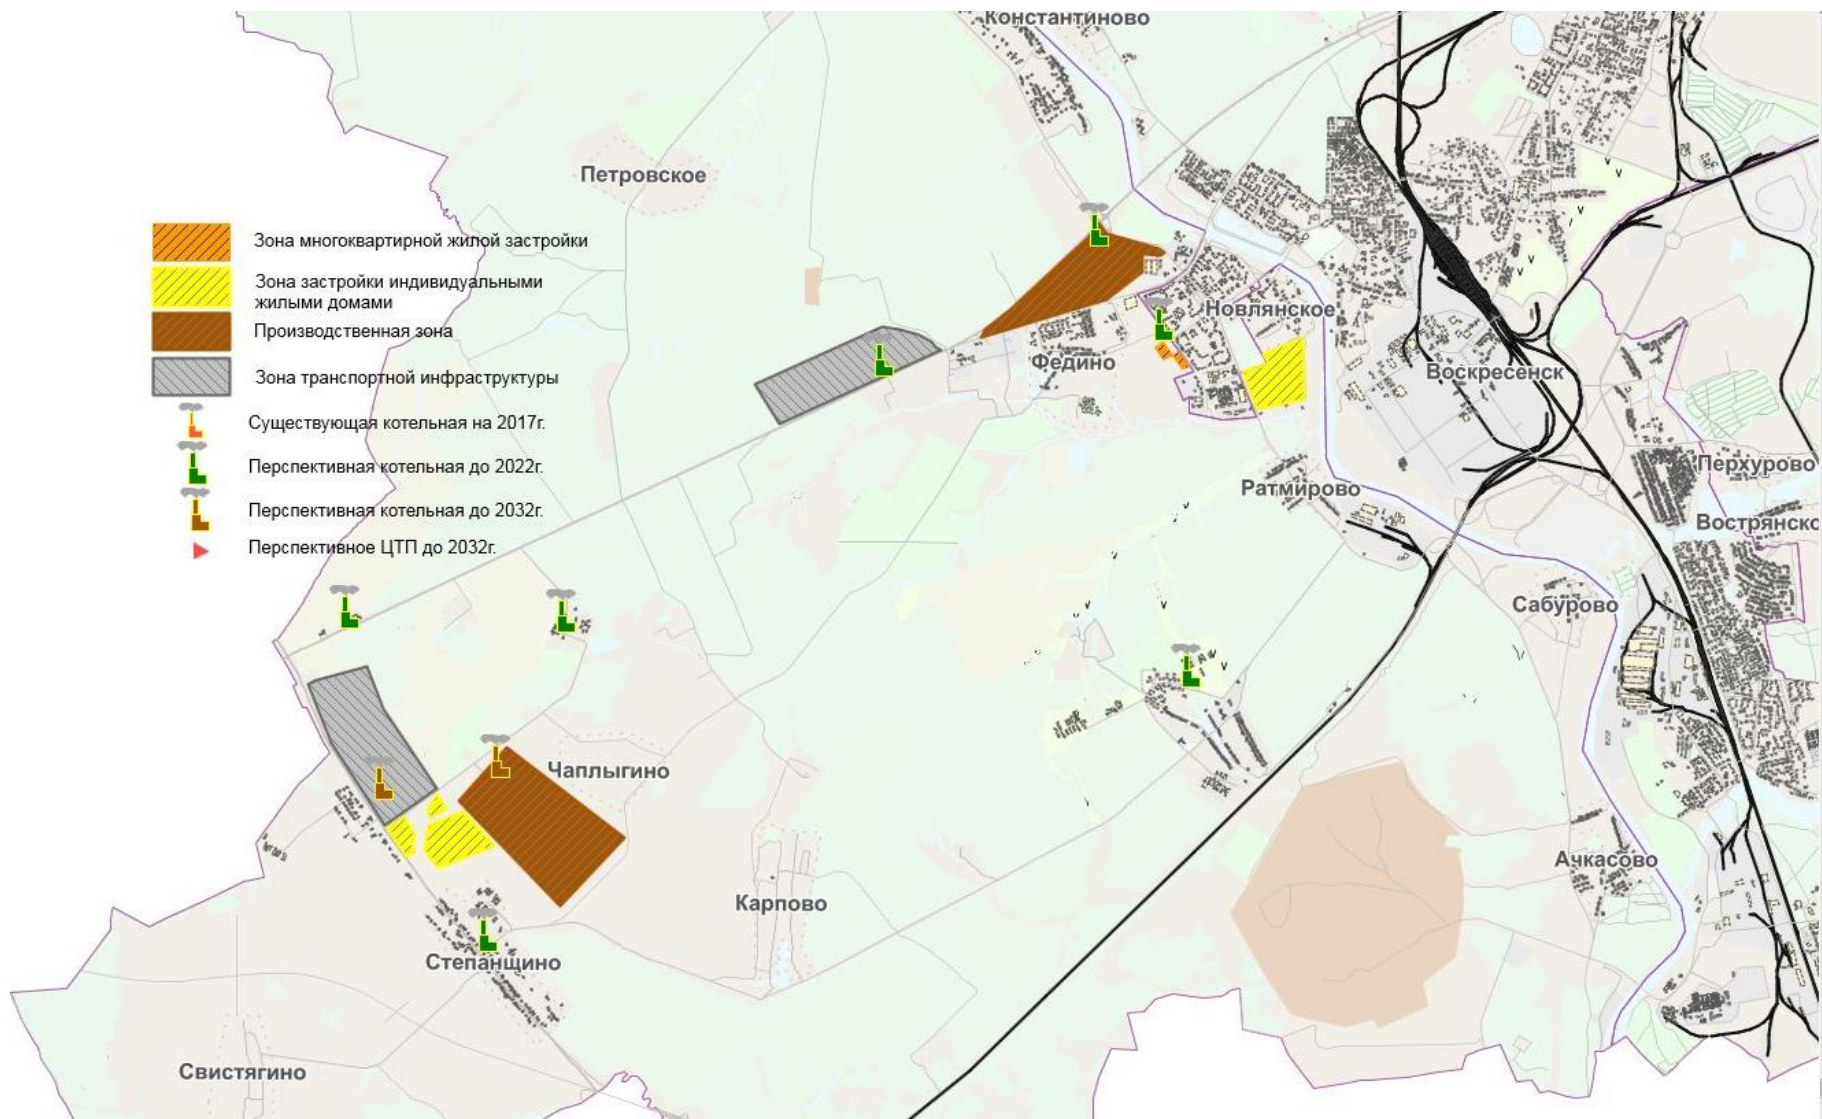 Константиново
Петровское
Зона многоквартирной жилой застройки
Зона застройки индивидуальными
жилыми домами
Производственная зона
Зона транспортной инфраструктуры
Существующая котельная на 2017г.
Перспективная котельная до 2022г.
Перспективная котельная до 2032г.
Перспективное ЦТП до 2032г.
Новлянское
Федино
Воскресенск
Перхурово
Ратмирово
Вострянско
Сабурово
Чаплыгино
Ачкасово
Карпово
Степанщино
Свистягино